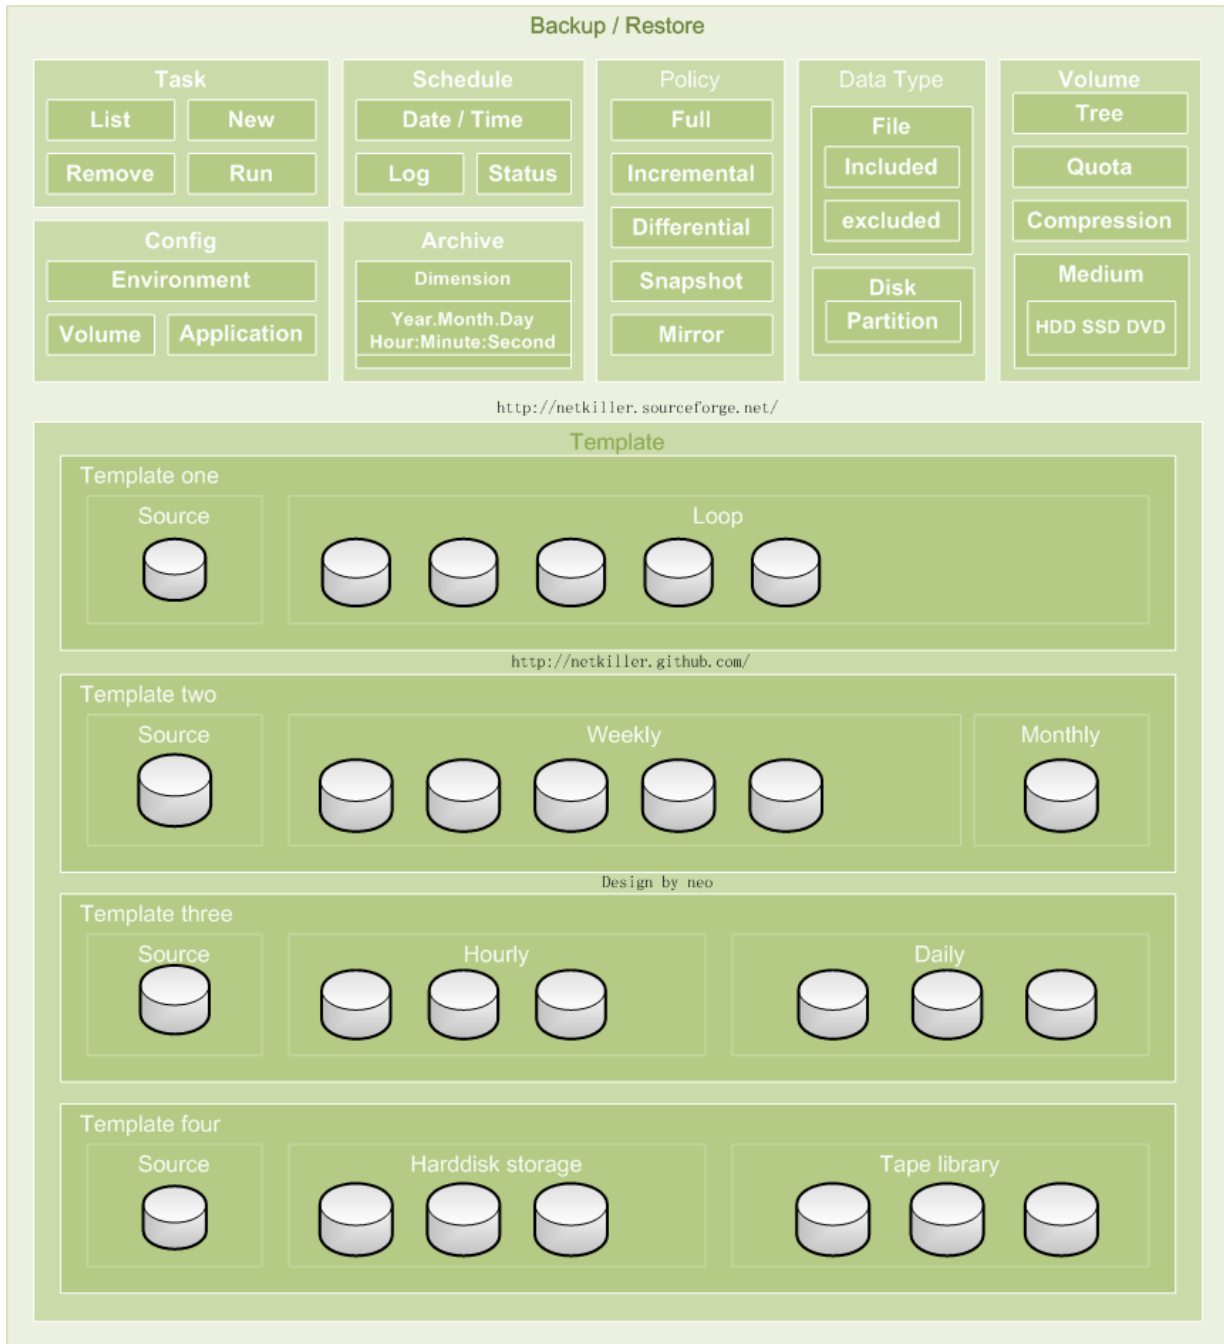 Backup / Restore
Task
List
New
Remove
Run
Schedule
Date / Time
Log
Status
Policy
Full
Incremental
Differential
Snapshot
Mirror
Data Type
File
Included
excluded
Disk
Partition
Volume
Tree
Quota
Compression
Medium
HDD SSD DVD
Config
Environment
Volume
Application
Archive
Dimension
Year.Month.Day
Hour:Minute:Second
http://netkiller.sourceforge.net/
Template
Template one
Source
Loop
http://netkiller.github.com/
Template two
Source
Weekly
Monthly
Design by neo
Template three
Source
Hourly
Daily
Template four
Source
Harddisk storage
Tape library